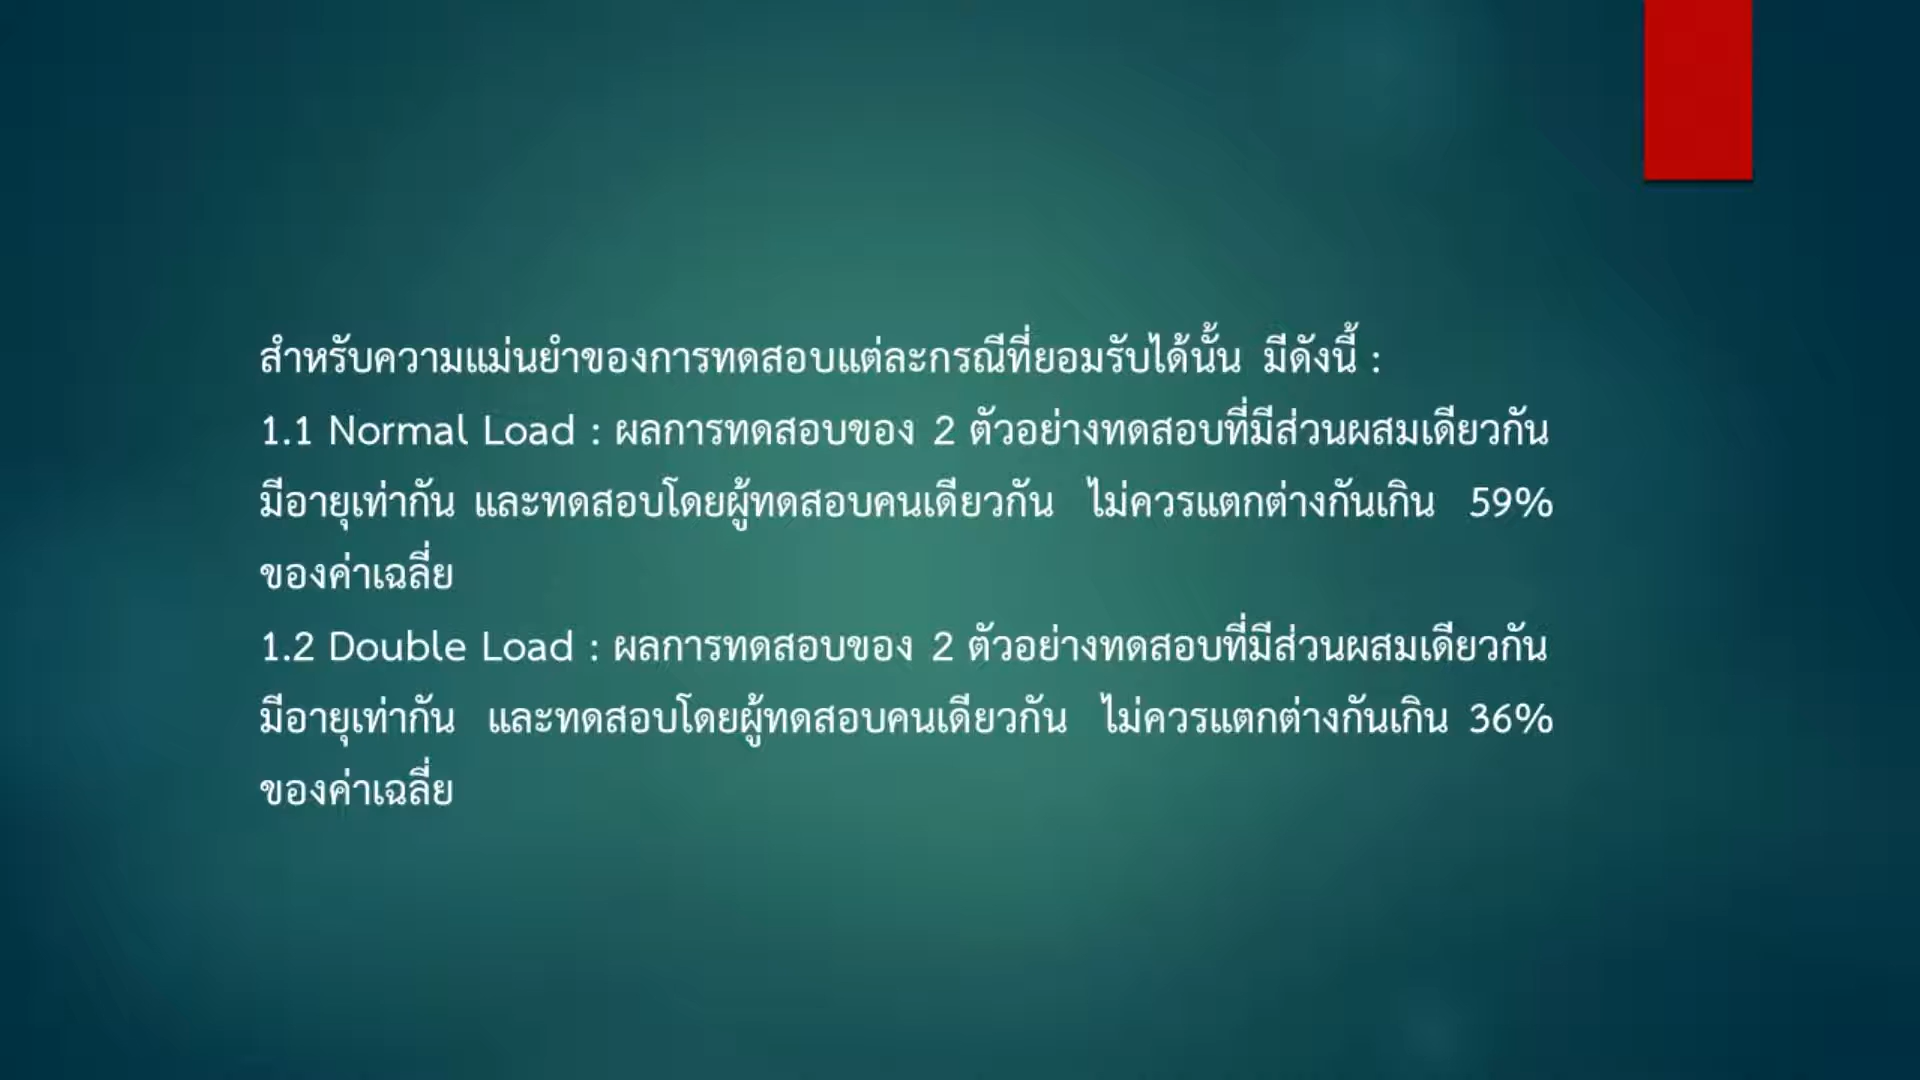 สำหรับความแม่นยำของการทดสอบแต่ละกรณีที่ยอมรับได้นั้น มีดังนี้ :
1.1 Normal Load : ผลการทดสอบของ 2 ตัวอย่างทดสอบที่มีส่วนผสมเดียวกัน
มีอายุเท่ากัน และทดสอบโดยผู้ทดสอบคนเดียวกัน ไม่ควรแตกต่างกันเกิน 59%
ของค่าเฉลี่ย
1.2 Double Load : ผลการทดสอบของ 2 ตัวอย่างทดสอบที่มีส่วนผสมเดียวกัน
มีอายุเท่ากัน และทดสอบโดยผู้ทดสอบคนเดียวกัน ไม่ควรแตกต่างกันเกิน 36%
ของค่าเฉลี่ย